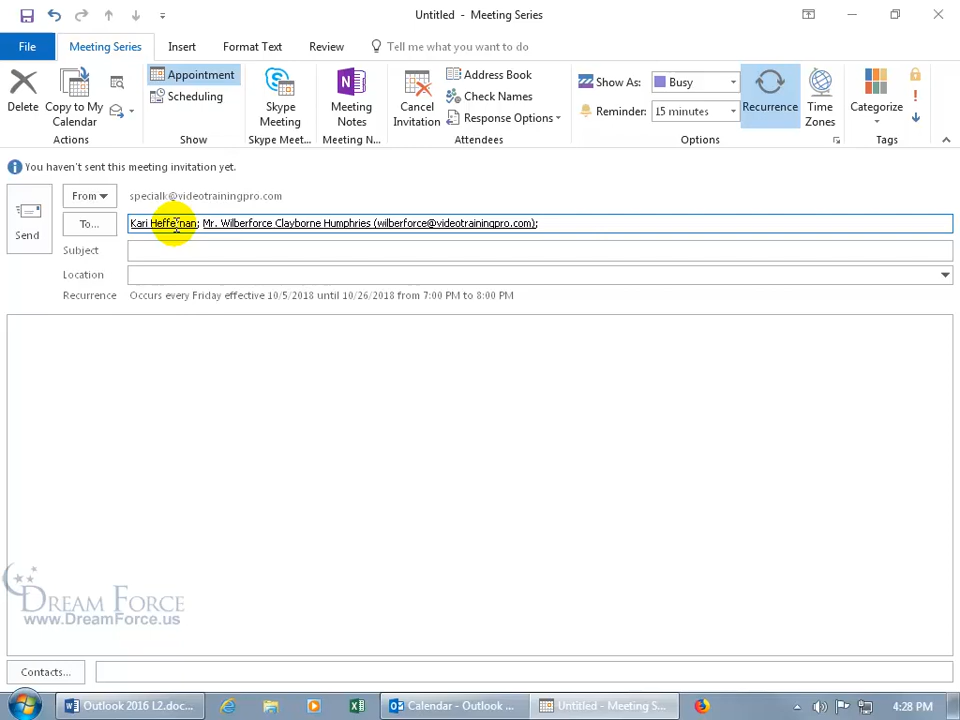 Untitled - Meeting Series
File Meeting Series Insert Format Text Review Tell me what you want to do
Delete
Copy to My Calendar
Actions
Appointment
Scheduling
Show
Skype Meeting
Skype Meet...
Meeting Notes
Meeting N...
Cancel Invitation
Address Book
Check Names
Response Options
Attendees
Show As: Busy
Reminder: 15 minutes
Recurrence
Time Zones
Options
Categorize
Tags
You haven't sent this meeting invitation yet.
Send
From specialk@videotrainingpro.com
To... Kari Heffernan; Mr. Wilberforce Clayborne Humphries (wilberforce@videotrainingpro.com);
Subject
Location
Recurrence Occurs every Friday effective 10/5/2018 until 10/26/2018 from 7:00 PM to 8:00 PM
DREAM FORCE
www.DreamForce.us
Contacts...
Outlook 2016 L2.doc... Calendar - Outlook ... Untitled - Meeting S... 4:28 PM